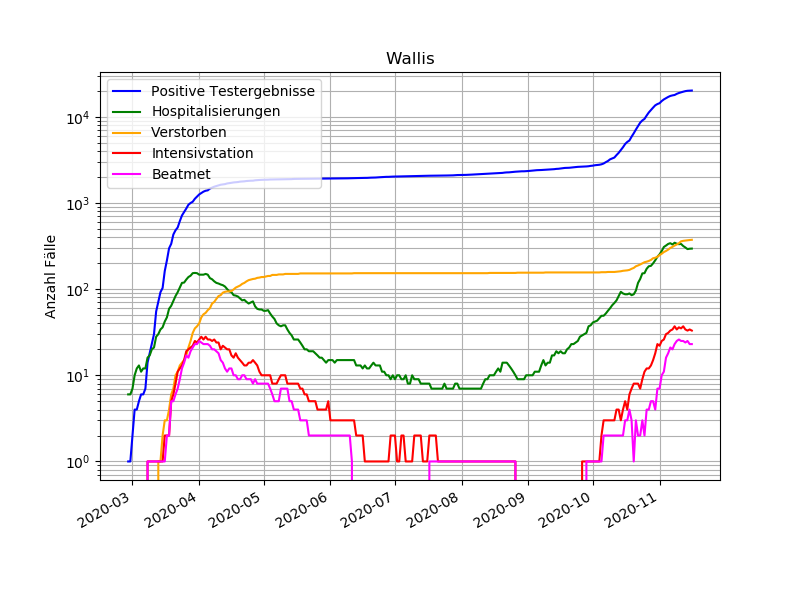 Wallis
Positive Testergebnisse
Hospitalisierungen
Verstorben
Intensivstation
Beatmet
Anzahl Fälle
10⁴
10³
10²
10¹
10⁰
2020-03
2020-04
2020-05
2020-06
2020-07
2020-08
2020-09
2020-10
2020-11